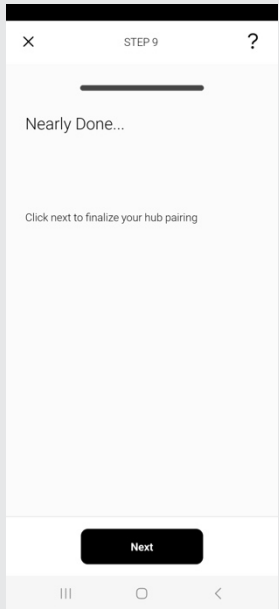 STEP 9
?
Nearly Done...
Click next to finalize your hub pairing
Next